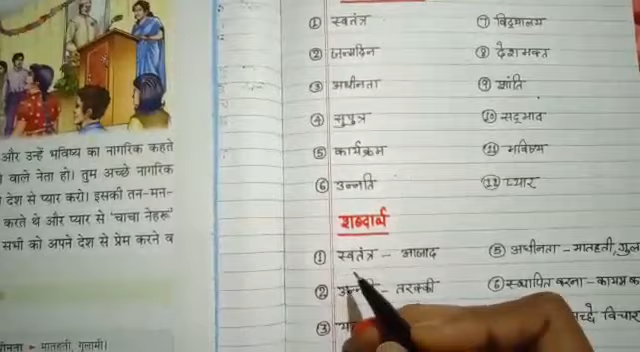 और उन्हें भविष्य का नागरिक कहते
वाले नेता हो। तुम अच्छे नागरिक
देश से प्यार करो। इसकी तन-मन-
करते थे और प्यार से 'चाचा नेहरू'
सभी को अपने देश से प्रेम करने व
मातहती, गुलामी।
① स्वतंत्र
② जन्मदिन
③ अधीनता
④ सुपुत्र
⑤ कार्यक्रम
⑥ उन्नति
⑦ विद्यालय
⑧ देशभक्त
⑨ शांति
⑩ सद्भाव
⑪ भविष्य
⑫ प्यार
शब्दार्थ
① स्वतंत्र - आजाद
② - तरक्की
③
⑤ अधीनता - मातहती,
⑥ स्थापित करना -
विचार